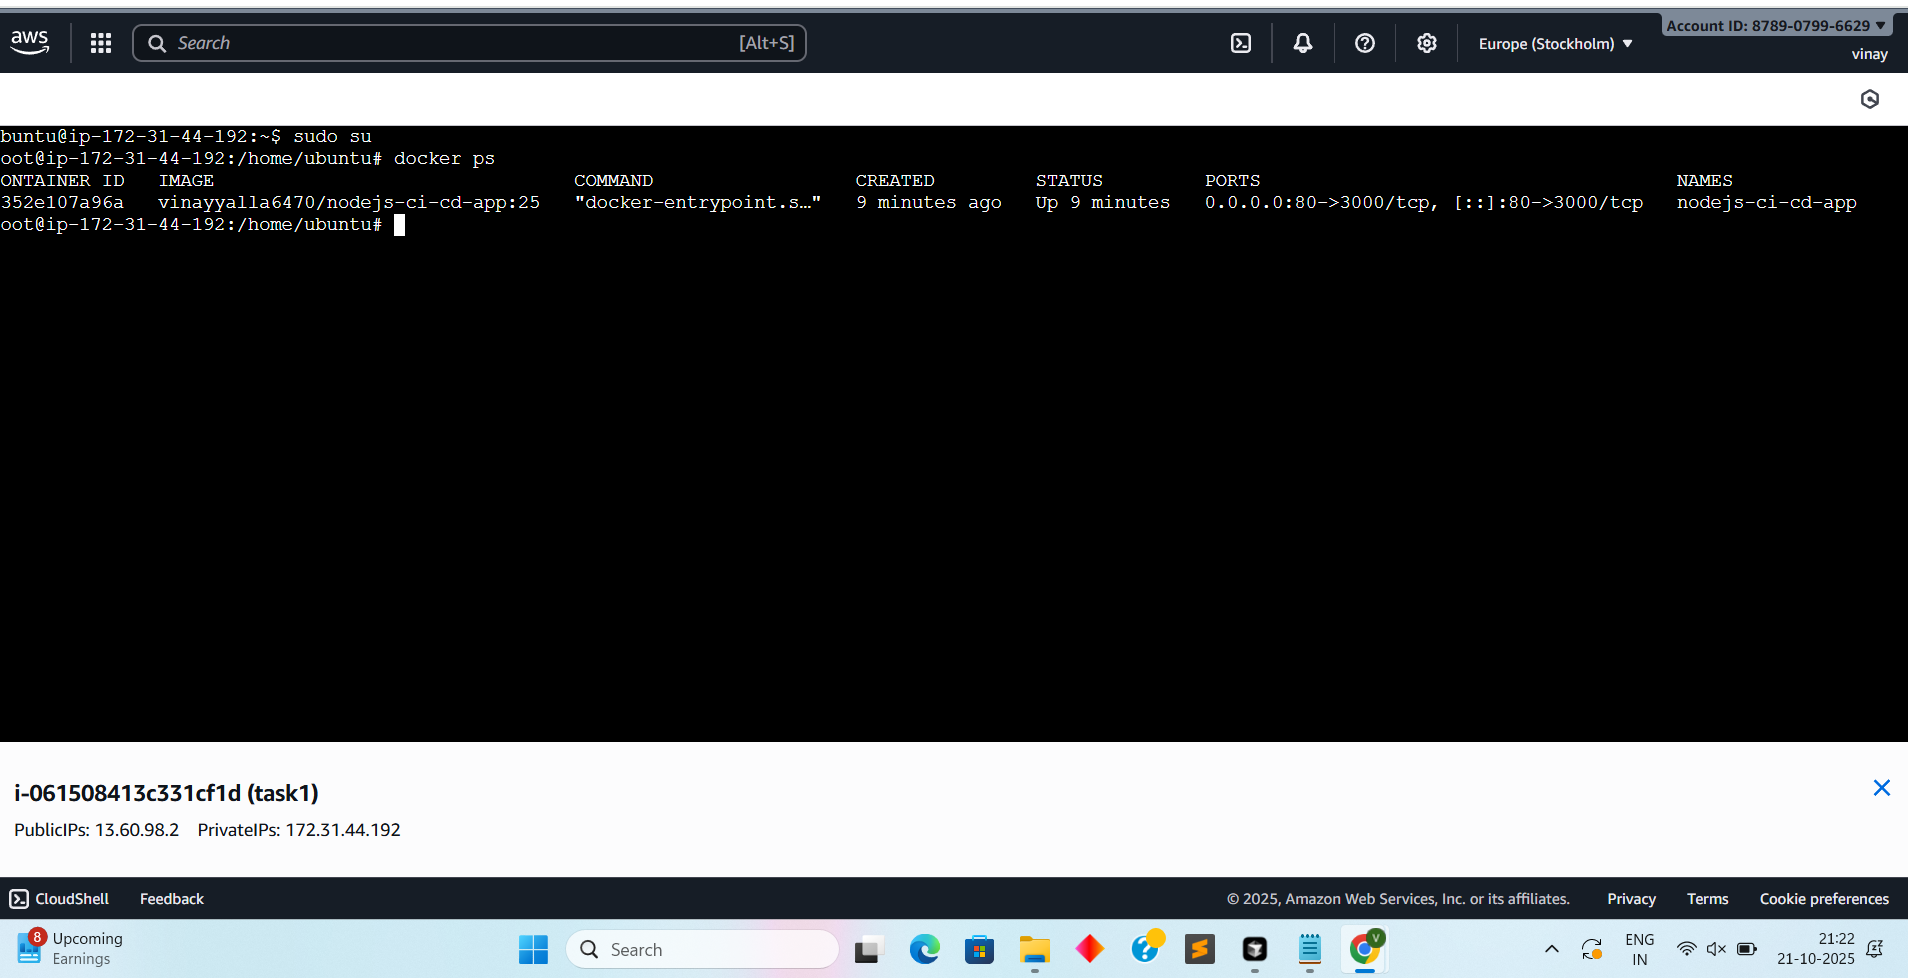 aws
Search
[Alt+S]
Europe (Stockholm)
Account ID: 8789-0799-6629
vinay
buntu@ip-172-31-44-192:~$ sudo su
oot@ip-172-31-44-192:/home/ubuntu# docker ps
ONTAINER ID IMAGE COMMAND CREATED STATUS PORTS NAMES
352e107a96a vinayyalla6470/nodejs-ci-cd-app:25 "docker-entrypoint.s…" 9 minutes ago Up 9 minutes 0.0.0.0:80->3000/tcp, [::]:80->3000/tcp nodejs-ci-cd-app
oot@ip-172-31-44-192:/home/ubuntu#
i-061508413c331cf1d (task1)
PublicIPs: 13.60.98.2 PrivateIPs: 172.31.44.192
CloudShell Feedback © 2025, Amazon Web Services, Inc. or its affiliates. Privacy Terms Cookie preferences
8
Upcoming
Earnings
Search
V
ENG
IN
21:22
21-10-2025